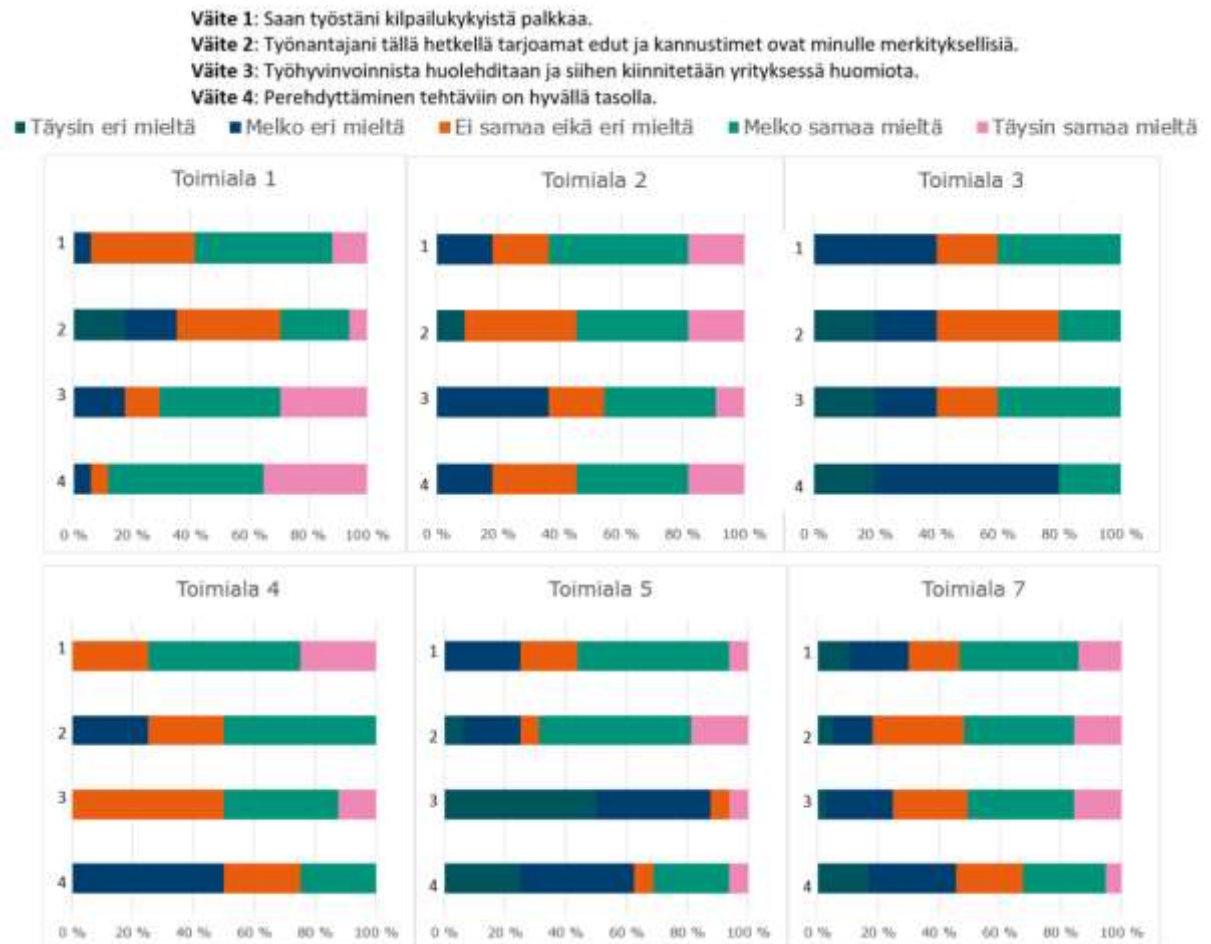 Väite 1: Saan työstäni kilpailukykyistä palkkaa.
Väite 2: Työnantajani tällä hetkellä tarjoamat edut ja kannustimet ovat minulle merkityksellisiä.
Väite 3: Työhyvinvoinnista huolehditaan ja siihen kiinnitetään yrityksessä huomiota.
Väite 4: Perehdyttäminen tehtäviin on hyvällä tasolla.
Täysin eri mieltä Melko eri mieltä Ei samaa eikä eri mieltä Melko samaa mieltä Täysin samaa mieltä
Toimiala 1
1
2
3
4
0 % 20 % 40 % 60 % 80 % 100 %
Toimiala 2
1
2
3
4
0 % 20 % 40 % 60 % 80 % 100 %
Toimiala 3
1
2
3
4
0 % 20 % 40 % 60 % 80 % 100 %
Toimiala 4
1
2
3
4
0 % 20 % 40 % 60 % 80 % 100 %
Toimiala 5
1
2
3
4
0 % 20 % 40 % 60 % 80 % 100 %
Toimiala 7
1
2
3
4
0 % 20 % 40 % 60 % 80 % 100 %